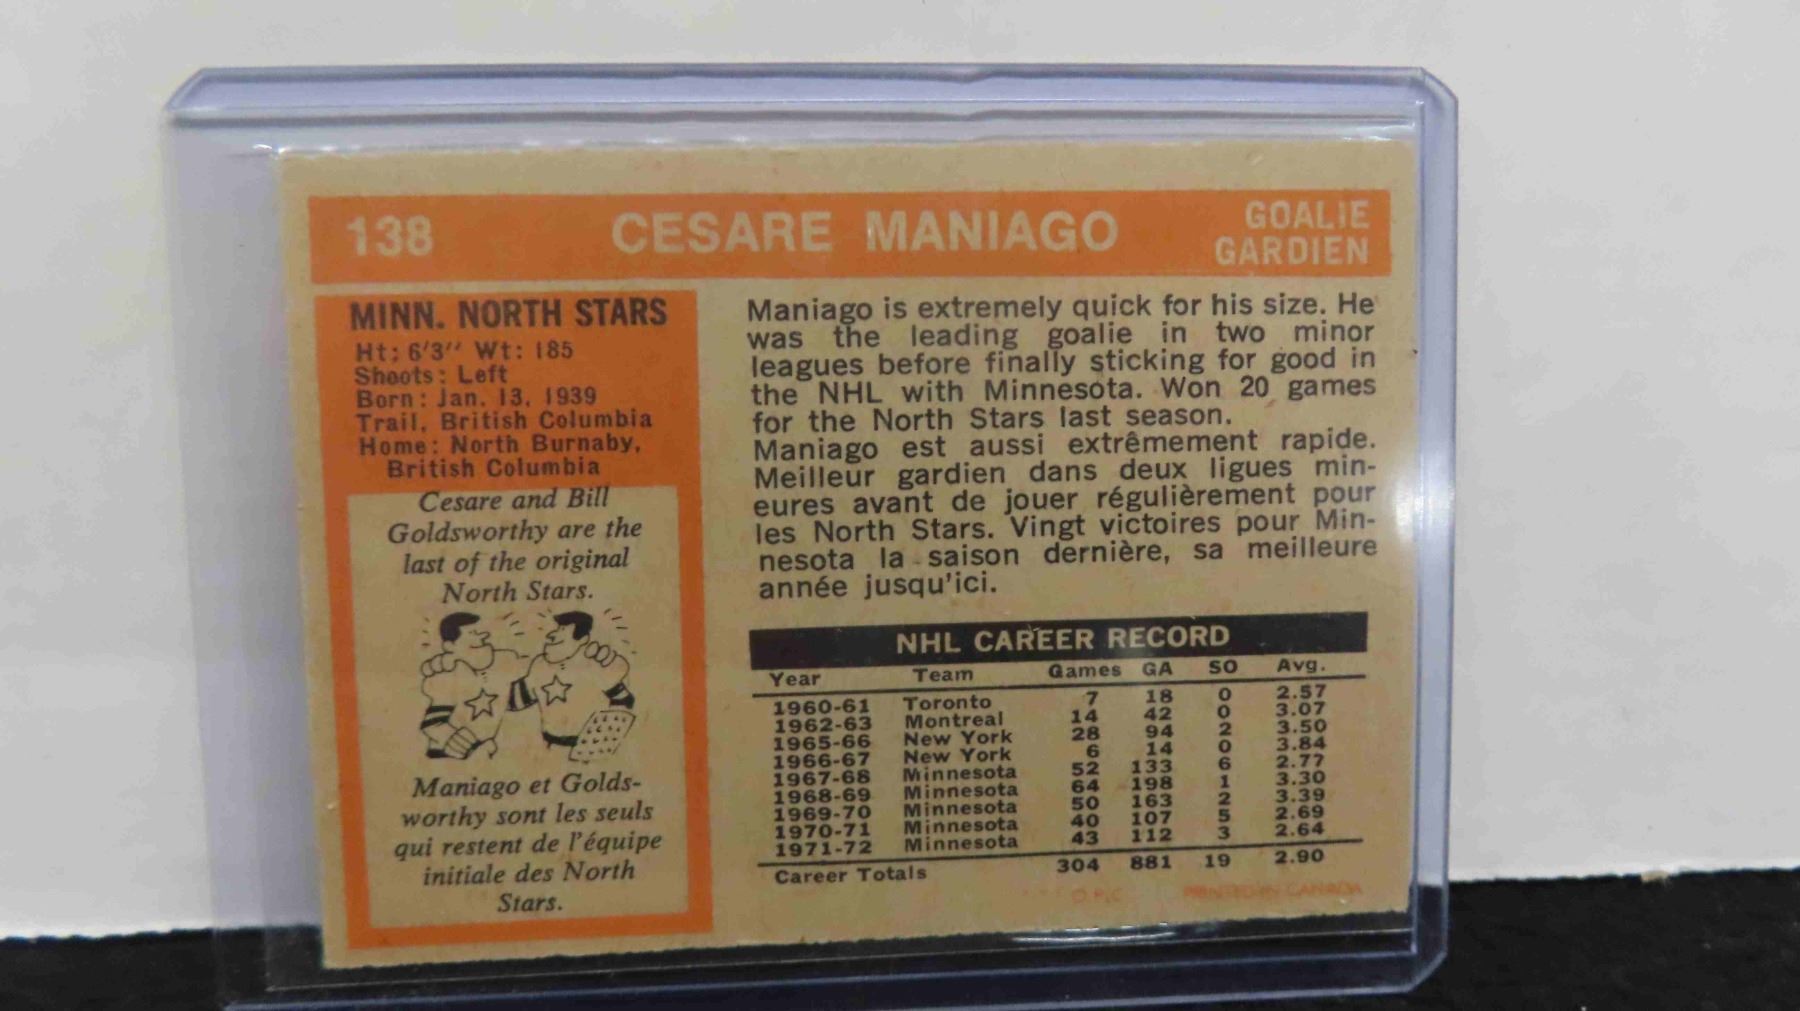 138 CESARE MANIAGO GOALIE
GARDIEN
MINN. NORTH STARS
Ht: 6'3" Wt: 185
Shoots: Left
Born: Jan. 13, 1939
Trail, British Columbia
Home: North Burnaby,
British Columbia
Cesare and Bill
Goldsworthy are the
last of the original
North Stars.
Maniago et Golds-
worthy sont les seuls
qui restent de l'équipe
initiale des North
Stars.
Maniago is extremely quick for his size. He
was the leading goalie in two minor
leagues before finally sticking for good in
the NHL with Minnesota. Won 20 games
for the North Stars last season.
Maniago est aussi extrêmement rapide.
Meilleur gardien dans deux ligues min-
eures avant de jouer régulièrement pour
les North Stars. Vingt victoires pour Min-
nesota la saison dernière, sa meilleure
année jusqu'ici.
NHL CAREER RECORD
Year Team Games GA SO Avg.
1960-61 Toronto 7 18 0 2.57
1962-63 Montreal 14 42 0 3.07
1965-66 New York 28 94 2 3.50
1966-67 New York 6 14 0 3.84
1967-68 Minnesota 52 133 6 2.77
1968-69 Minnesota 64 198 1 3.30
1969-70 Minnesota 50 163 2 3.39
1970-71 Minnesota 40 107 5 2.69
1971-72 Minnesota 43 112 3 2.64
Career Totals 304 881 19 2.90
O.P.C. PRINTED IN CANADA